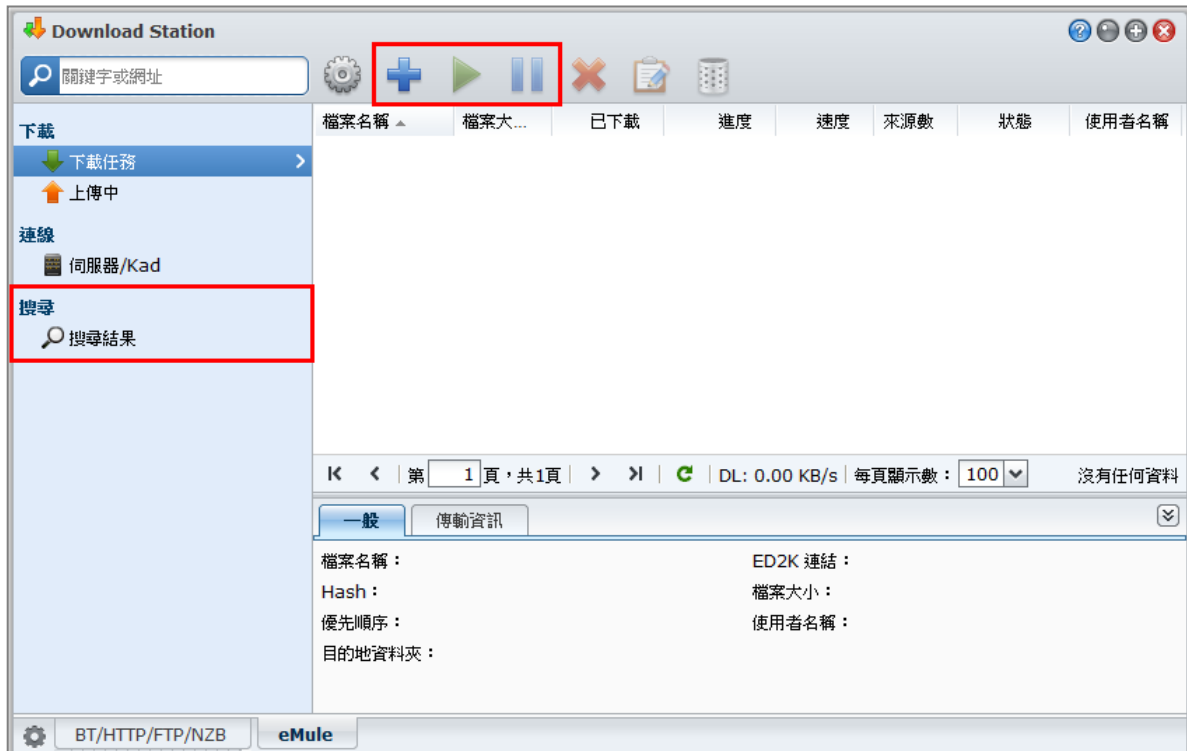 Download Station
關鍵字或網址
檔案名稱 檔案大... 已下載 進度 速度 來源數 狀態 使用者名稱
下載
下載任務
上傳中
連線
伺服器/Kad
搜尋
搜尋結果
第 1 頁，共1頁 DL: 0.00 KB/s 每頁顯示數： 100 沒有任何資料
一般 傳輸資訊
檔案名稱： ED2K 連結：
Hash： 檔案大小：
優先順序： 使用者名稱：
目的地資料夾：
BT/HTTP/FTP/NZB eMule